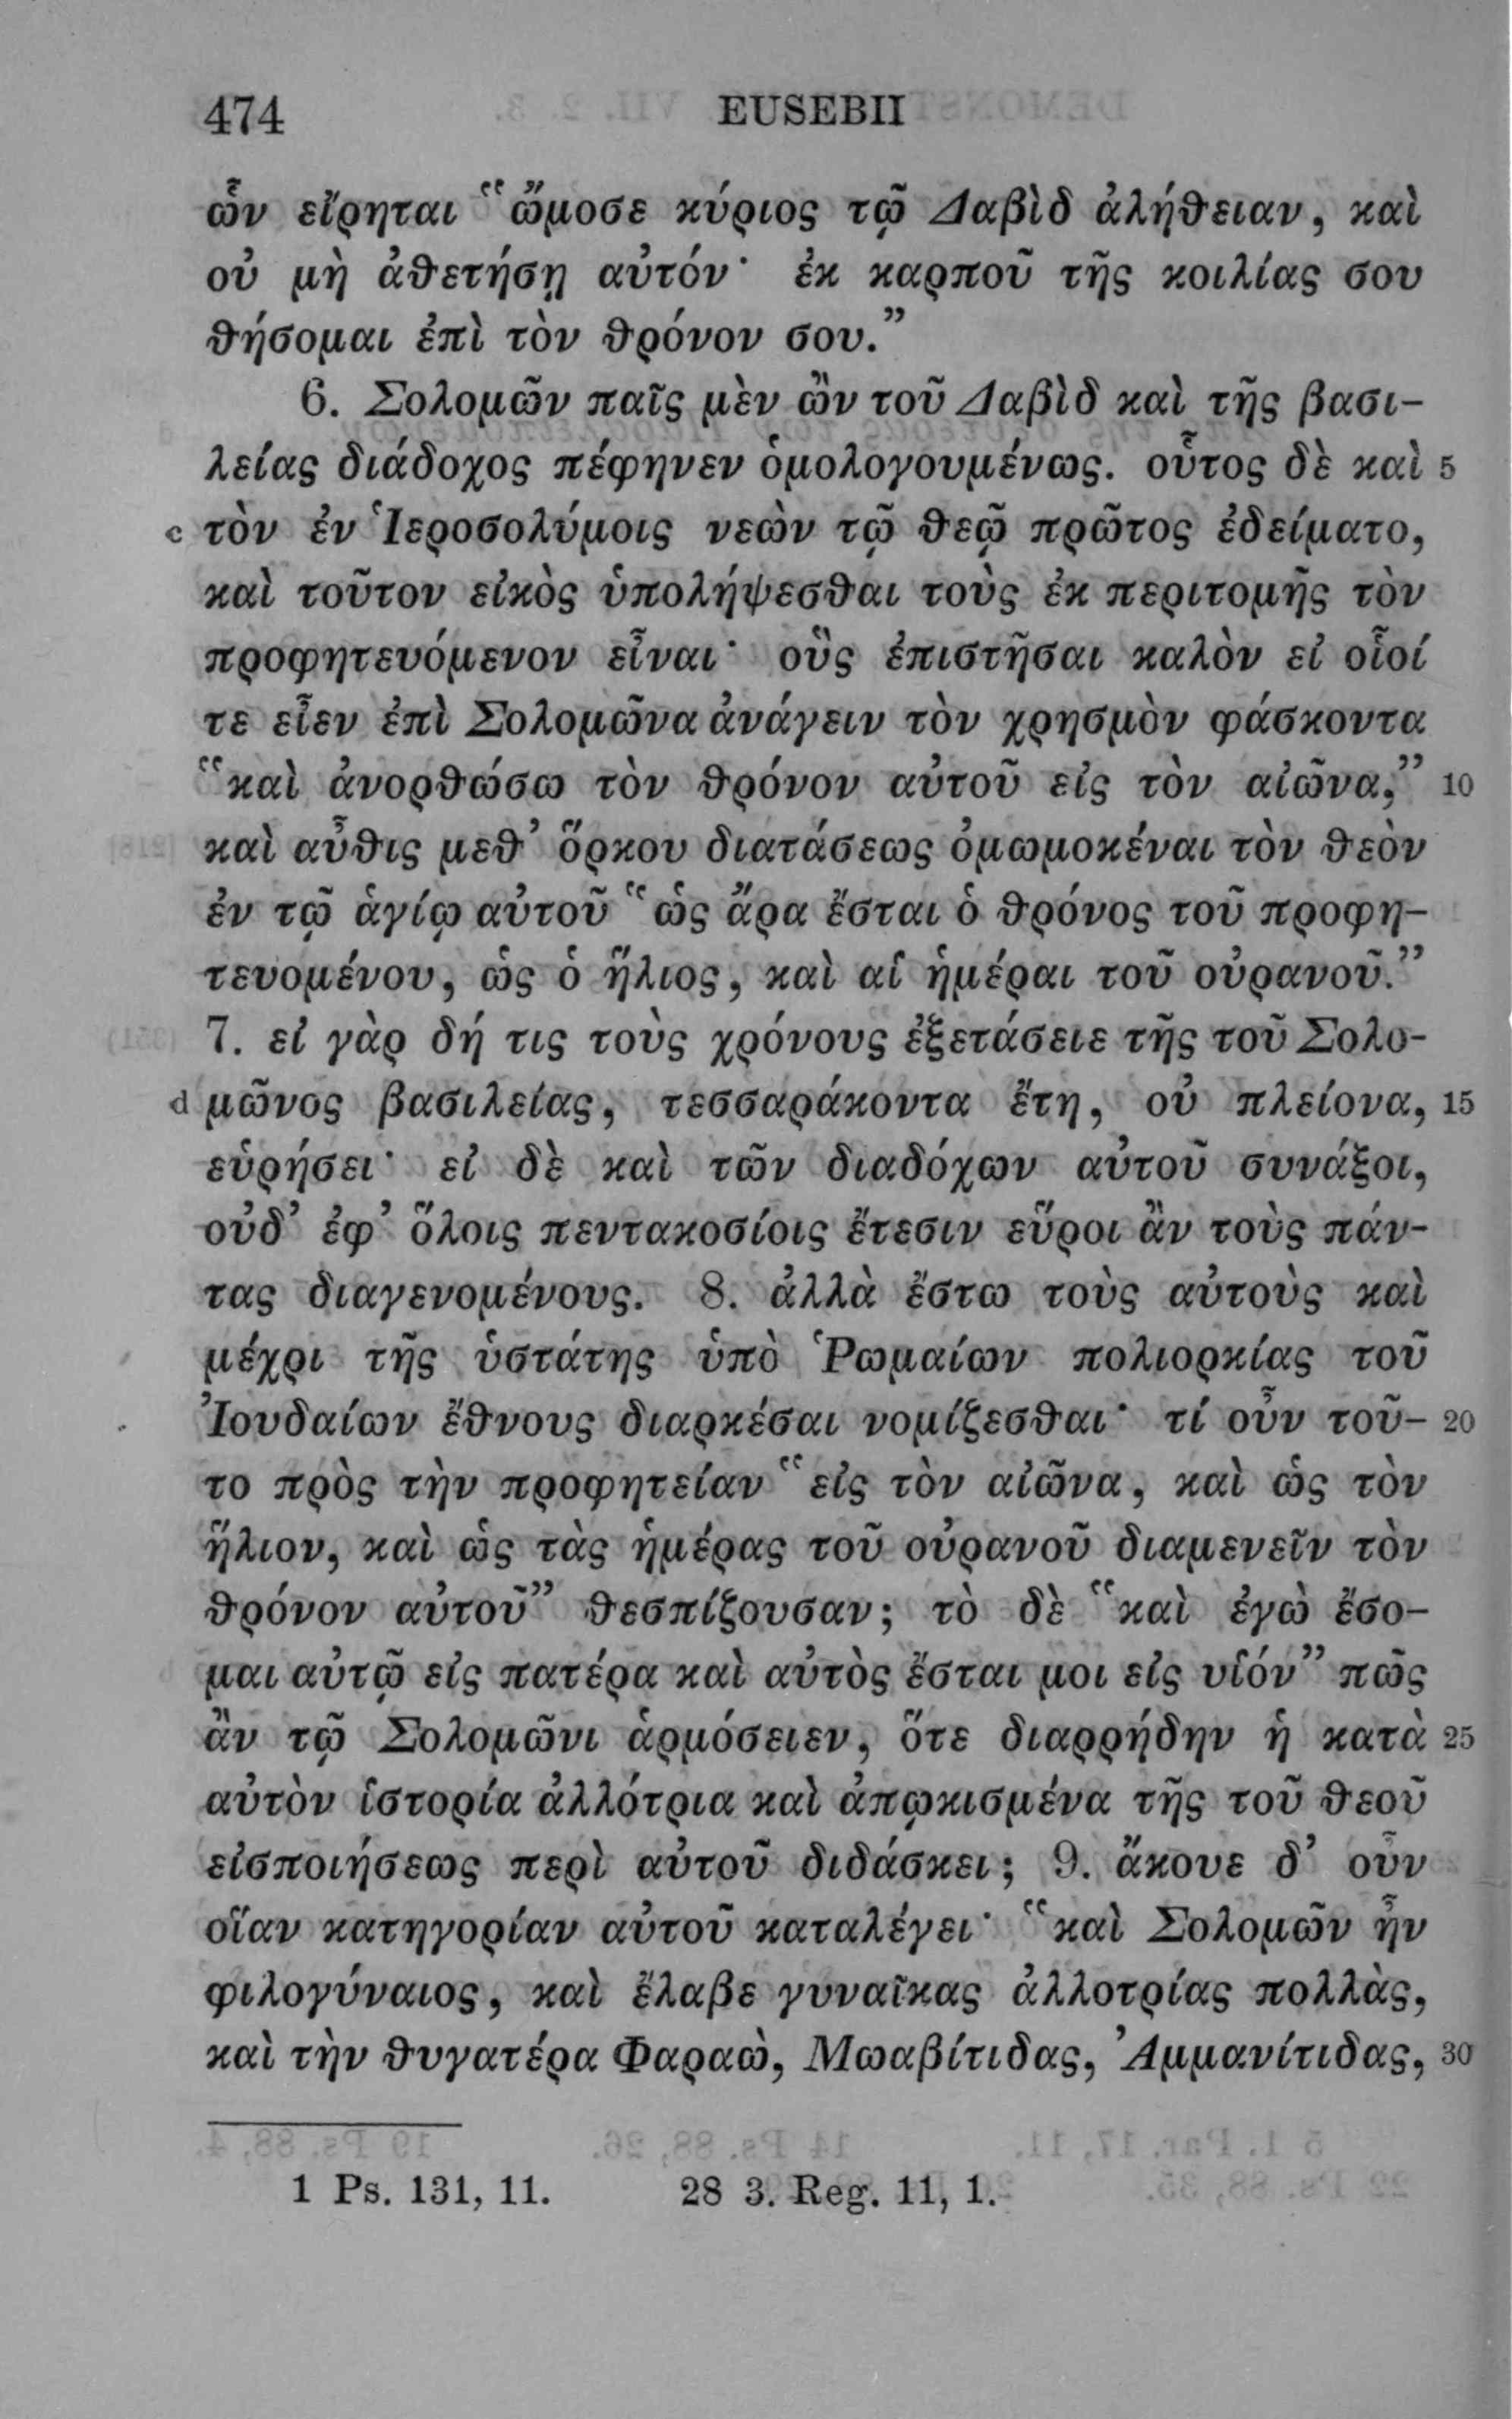 474 EUSEBII
ὧν εἴρηται "ὤμοσε κύριος τῷ Δαβὶδ ἀλήθειαν, καὶ
οὐ μὴ ἀθετήσῃ αὐτόν· ἐκ καρποῦ τῆς κοιλίας σου
θήσομαι ἐπὶ τὸν θρόνον σου."
6. Σολομῶν παῖς μὲν ὢν τοῦ Δαβὶδ καὶ τῆς βασι-
λείας διάδοχος πέφηνεν ὁμολογουμένως. οὗτος δὲ καὶ 5
c τὸν ἐν Ἱεροσολύμοις νεὼν τῷ θεῷ πρῶτος ἐδείματο,
καὶ τοῦτον εἰκὸς ὑπολήψεσθαι τοὺς ἐκ περιτομῆς τὸν
προφητευόμενον εἶναι· οὓς ἐπιστῆσαι καλὸν εἰ οἷοί
τε εἶεν ἐπὶ Σολομῶνα ἀνάγειν τὸν χρησμὸν φάσκοντα
"καὶ ἀνορθώσω τὸν θρόνον αὐτοῦ εἰς τὸν αἰῶνα," 10
καὶ αὖθις μεθ' ὅρκου διατάσεως ὀμωμοκέναι τὸν θεὸν
ἐν τῷ ἁγίῳ αὐτοῦ "ὡς ἄρα ἔσται ὁ θρόνος τοῦ προφη-
τευομένου, ὡς ὁ ἥλιος, καὶ αἱ ἡμέραι τοῦ οὐρανοῦ."
7. εἰ γὰρ δή τις τοὺς χρόνους ἐξετάσειε τῆς τοῦ Σολο-
d μῶνος βασιλείας, τεσσαράκοντα ἔτη, οὐ πλείονα, 15
εὑρήσει· εἰ δὲ καὶ τῶν διαδόχων αὐτοῦ συνάξοι,
οὐδ' ἐφ' ὅλοις πεντακοσίοις ἔτεσιν εὕροι ἂν τοὺς πάν-
τας διαγενομένους. 8. ἀλλὰ ἔστω τοὺς αὐτοὺς καὶ
μέχρι τῆς ὑστάτης ὑπὸ Ῥωμαίων πολιορκίας τοῦ
Ἰουδαίων ἔθνους διαρκέσαι νομίζεσθαι· τί οὖν τοῦ- 20
το πρὸς τὴν προφητείαν "εἰς τὸν αἰῶνα, καὶ ὡς τὸν
ἥλιον, καὶ ὡς τὰς ἡμέρας τοῦ οὐρανοῦ διαμενεῖν τὸν
θρόνον αὐτοῦ" θεσπίζουσαν; τὸ δὲ "καὶ ἐγὼ ἔσο-
μαι αὐτῷ εἰς πατέρα καὶ αὐτὸς ἔσται μοι εἰς υἱόν" πῶς
ἂν τῷ Σολομῶνι ἁρμόσειεν, ὅτε διαρρήδην ἡ κατὰ 25
αὐτὸν ἱστορία ἀλλότρια καὶ ἀπῳκισμένα τῆς τοῦ θεοῦ
εἰσποιήσεως περὶ αὐτοῦ διδάσκει; 9. ἄκουε δ' οὖν
οἵαν κατηγορίαν αὐτοῦ καταλέγει· "καὶ Σολομῶν ἦν
φιλογύναιος, καὶ ἔλαβε γυναῖκας ἀλλοτρίας πολλὰς,
καὶ τὴν θυγατέρα Φαραὼ, Μωαβίτιδας, Ἀμμανίτιδας, 30
1 Ps. 131, 11. 28 3. Reg. 11, 1.